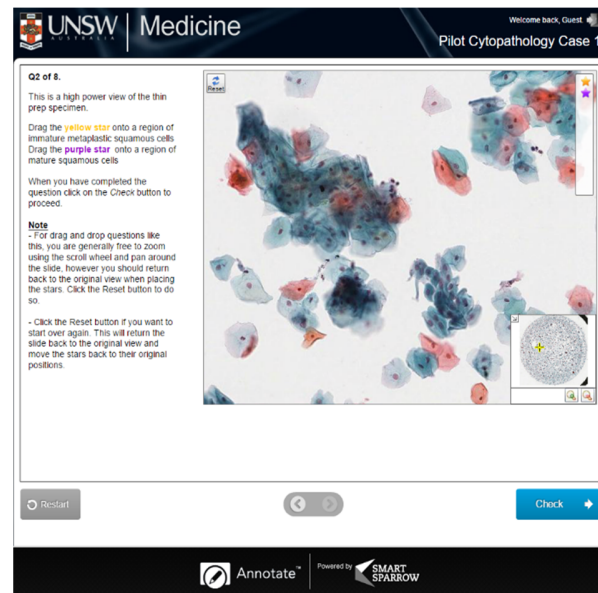 UNSW
AUSTRALIA
Medicine
Welcome back, Guest
Pilot Cytopathology Case 1
Q2 of 8.
This is a high power view of the thin
prep specimen.
Drag the yellow star onto a region of
immature metaplastic squamous cells
Drag the purple star onto a region of
mature squamous cells
When you have completed the
question click on the Check button to
proceed.
Note
- For drag and drop questions like
this, you are generally free to zoom
using the scroll wheel and pan around
the slide, however you should return
back to the original view when placing
the stars. Click the Reset button to do
so.
- Click the Reset button if you want to
start over again. This will return the
slide back to the original view and
move the stars back to their original
positions.
Reset
Restart
Check
Annotate™
Powered by
SMART
SPARROW